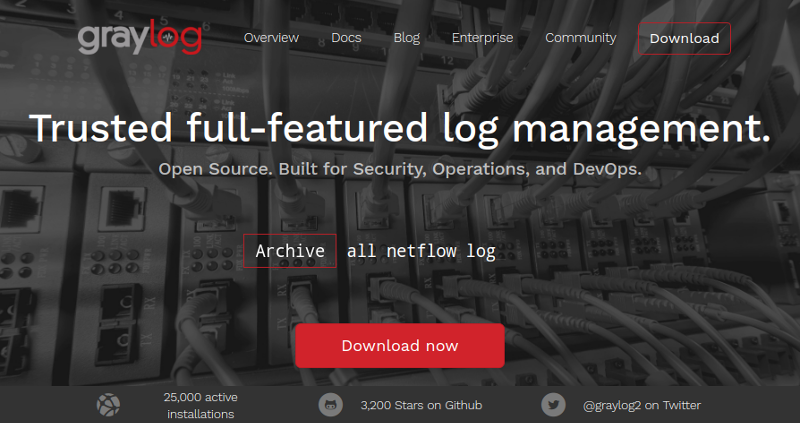 graylog
Overview Docs Blog Enterprise Community Download
Trusted full-featured log management.
Open Source. Built for Security, Operations, and DevOps.
Archive all netflow log
Download now
25,000 active
installations
3,200 Stars on Github
@graylog2 on Twitter